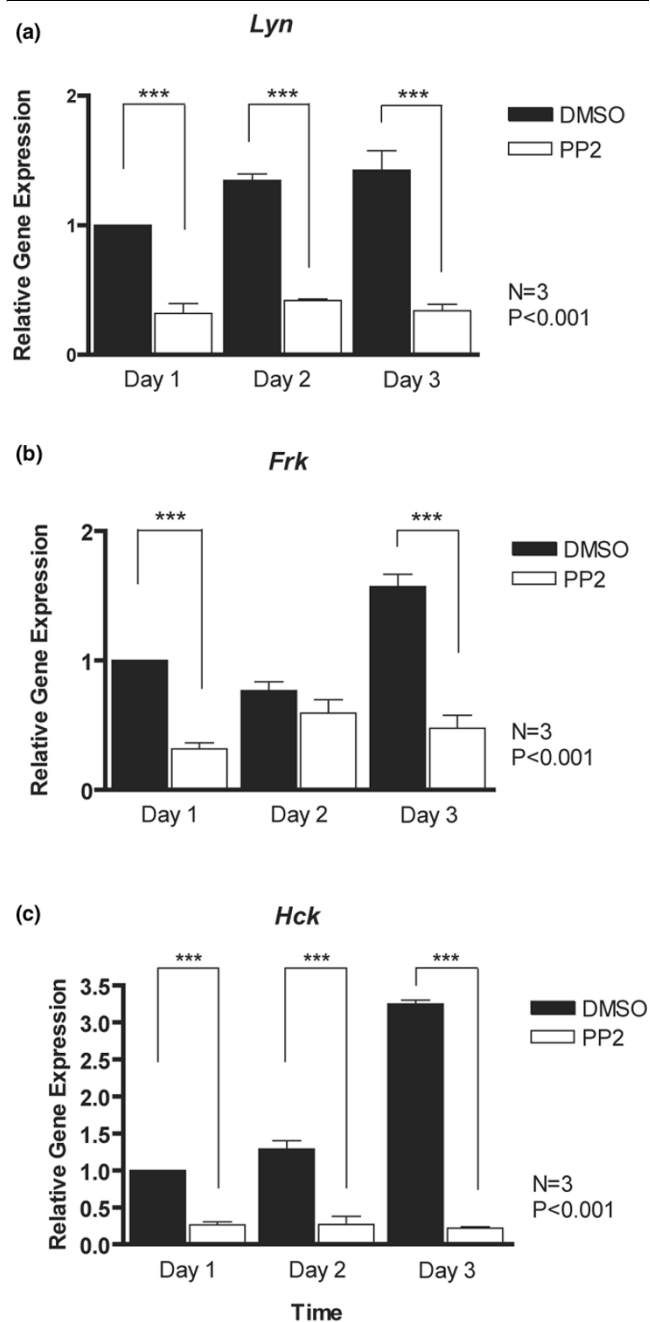 (a)
Lyn
*** *** ***
2
1
0
Relative Gene Expression
DMSO
PP2
N=3
P<0.001
Day 1 Day 2 Day 3
(b)
Frk
*** ***
2
1
0
Relative Gene Expression
DMSO
PP2
N=3
P<0.001
Day 1 Day 2 Day 3
(c)
Hck
*** *** ***
3.5
3.0
2.5
2.0
1.5
1.0
0.5
0.0
Relative Gene Expression
DMSO
PP2
N=3
P<0.001
Day 1 Day 2 Day 3
Time